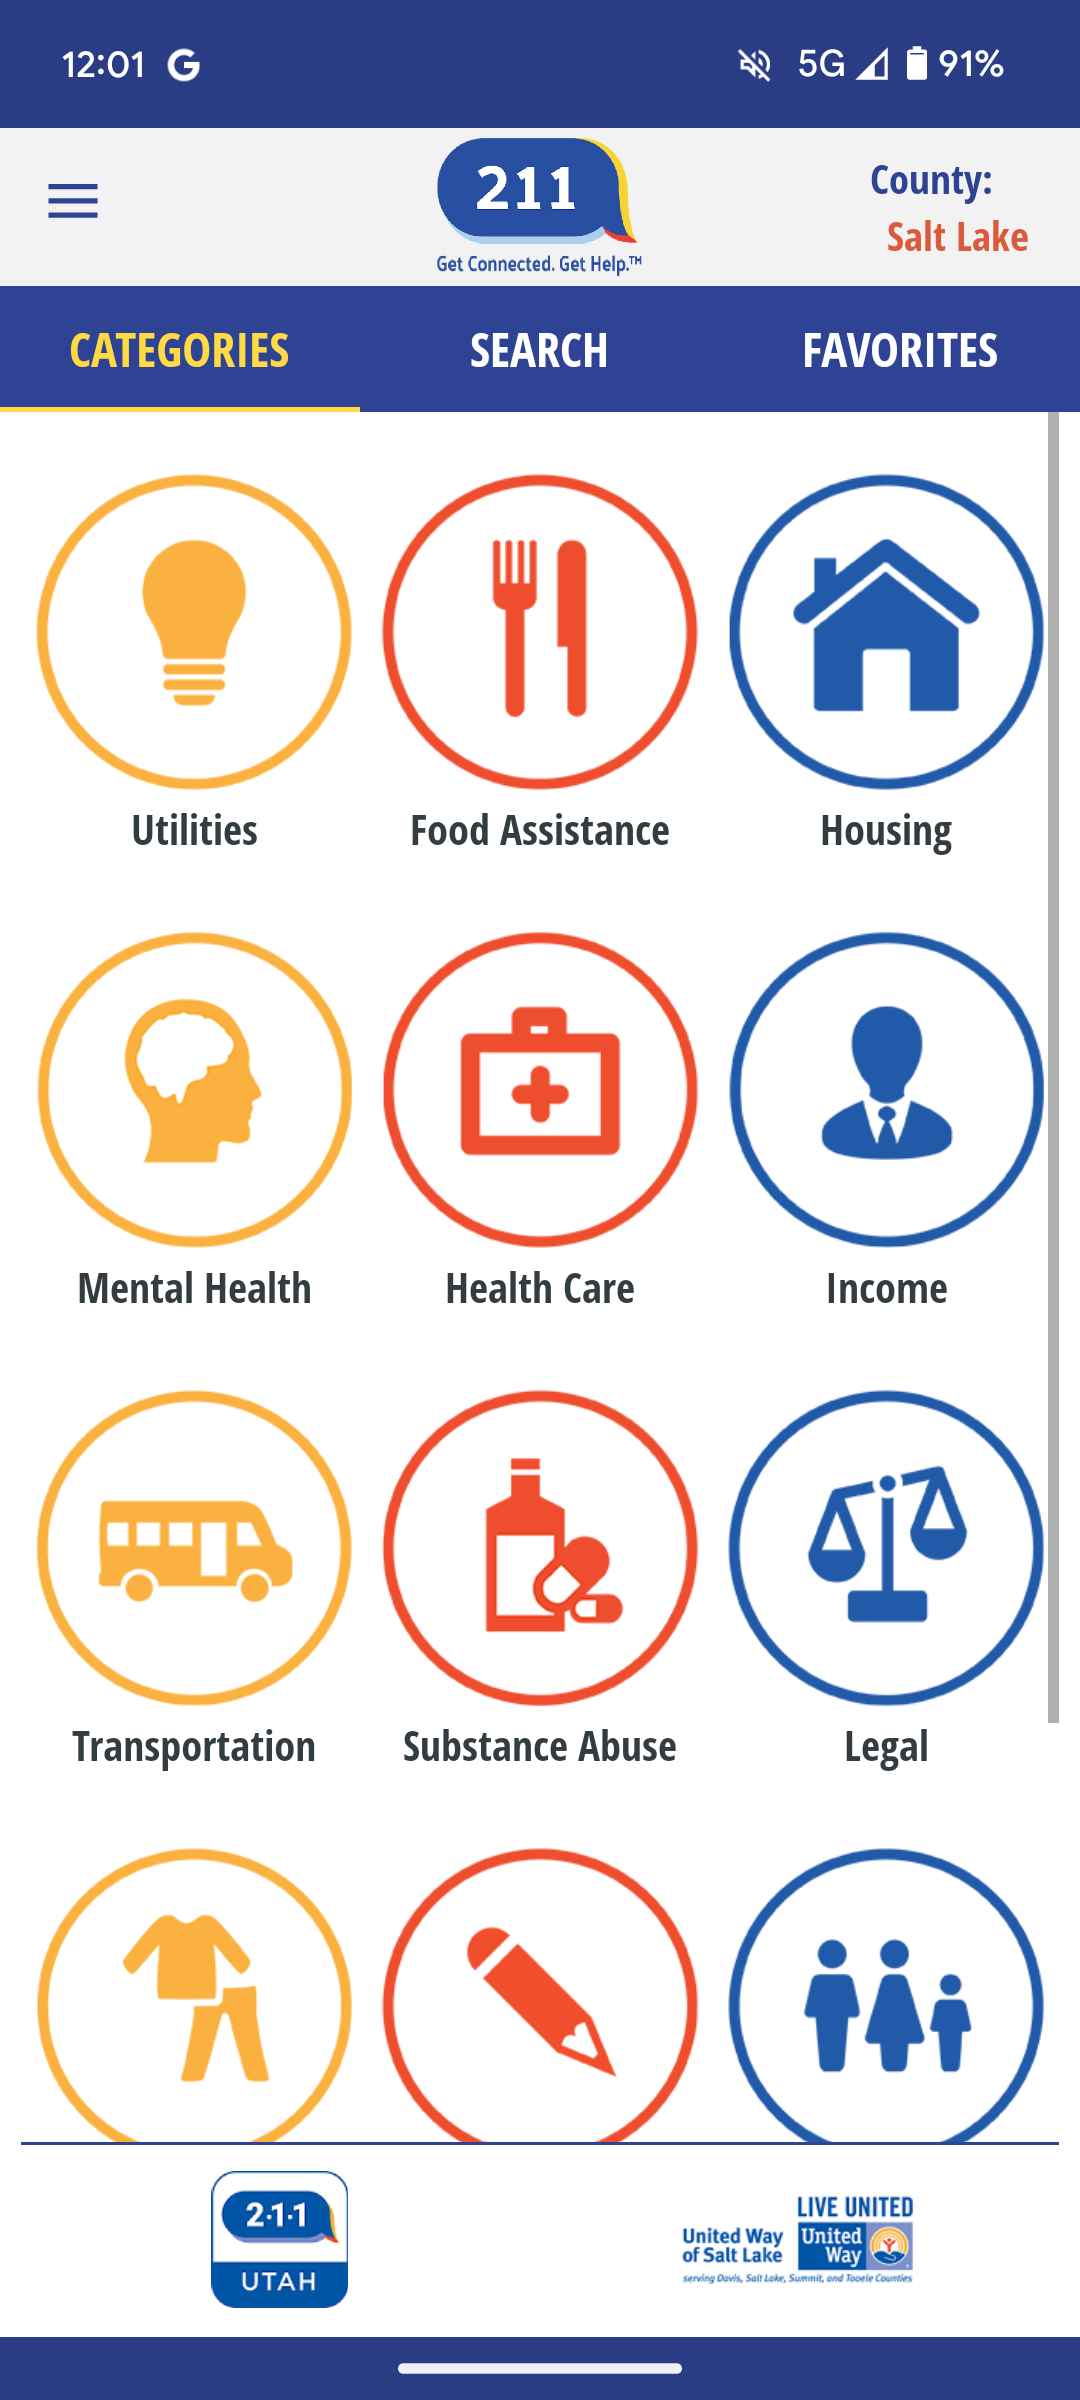 12:01
5G 91%
211
Get Connected. Get Help.™
County:
Salt Lake
CATEGORIES
SEARCH
FAVORITES
Utilities
Food Assistance
Housing
Mental Health
Health Care
Income
Transportation
Substance Abuse
Legal
2·1·1
UTAH
United Way
of Salt Lake
LIVE UNITED
United
Way
serving Davis, Salt Lake, Summit, and Tooele Counties